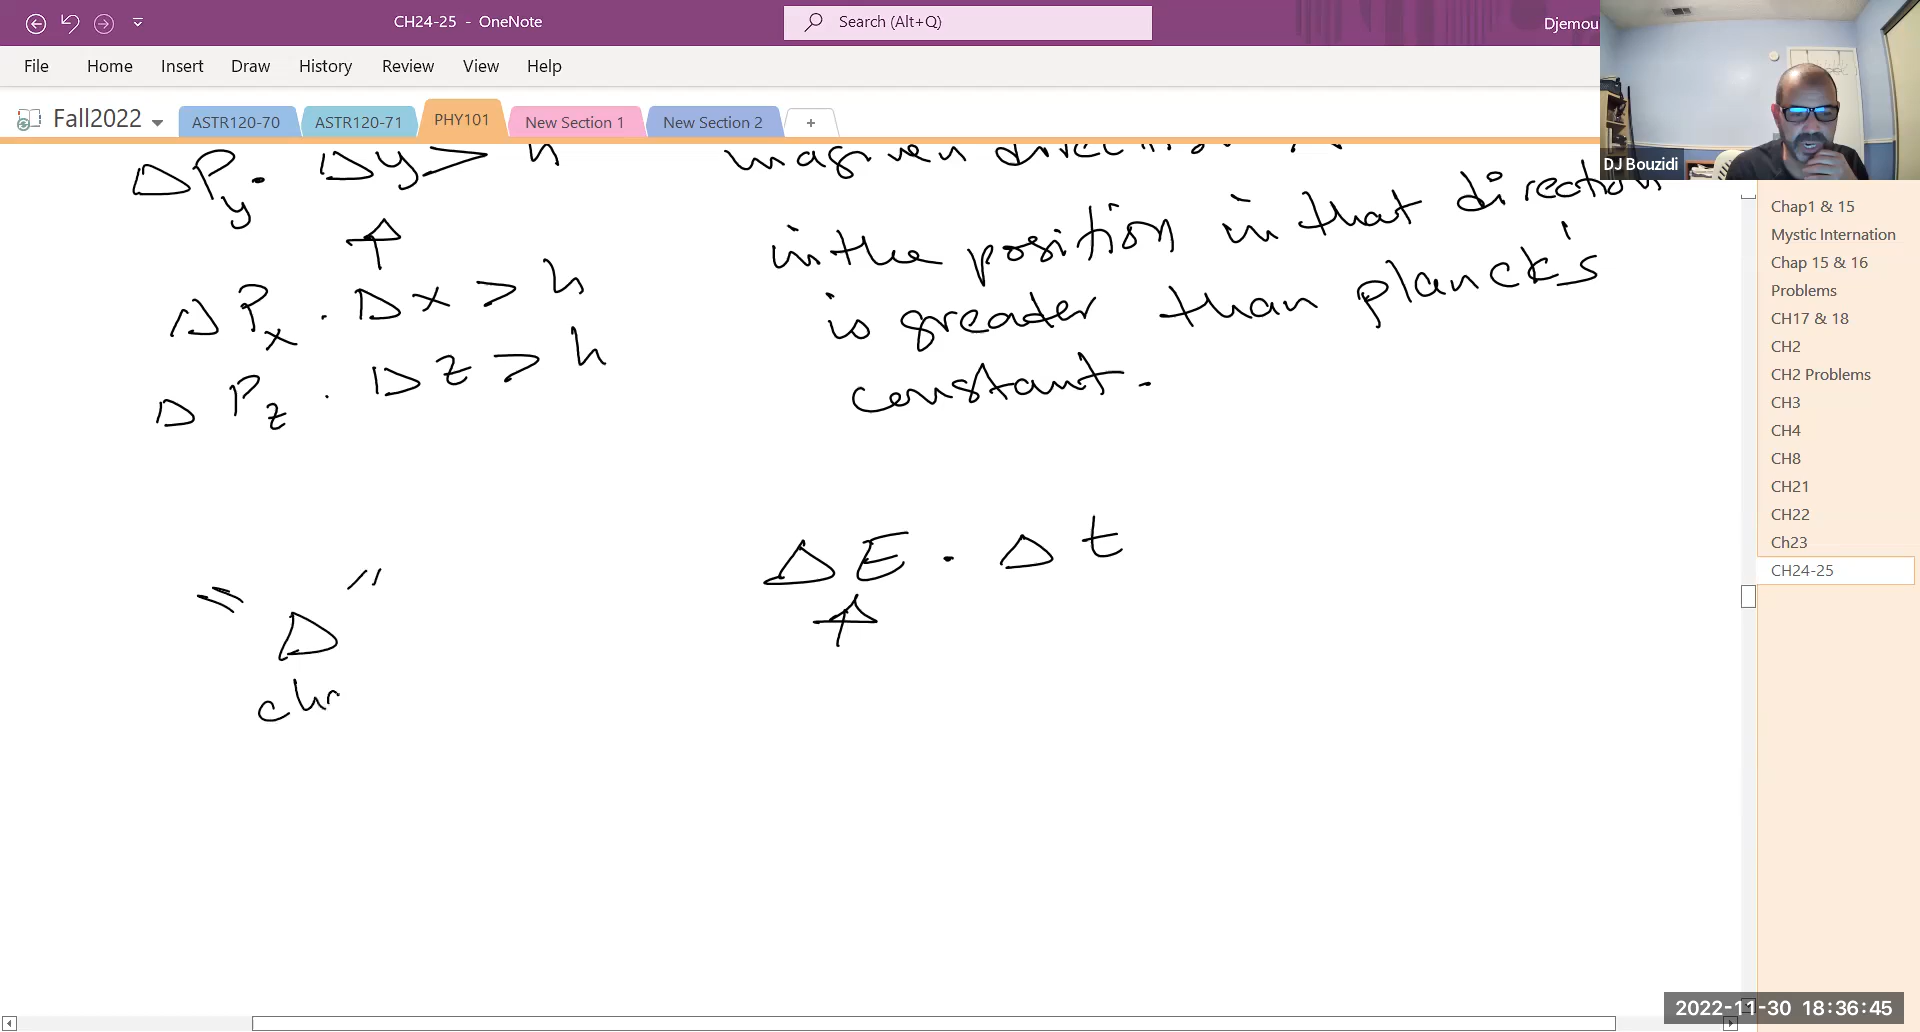 CH24-25 - OneNote
Search (Alt+Q)
Djemou
File Home Insert Draw History Review View Help
Fall2022
ASTR120-70
ASTR120-71
PHY101
New Section 1
New Section 2
+
DJ Bouzidi
ΔPy · Δy > h
ΔPx · Δx > h
ΔPz · Δz > h
in the position in that direction
is greader than planck's
constant.
ΔE · Δt
" Δ "
Chap1 & 15
Mystic Internation
Chap 15 & 16
Problems
CH17 & 18
CH2
CH2 Problems
CH3
CH4
CH8
CH21
CH22
Ch23
CH24-25
2022-11-30 18:36:45